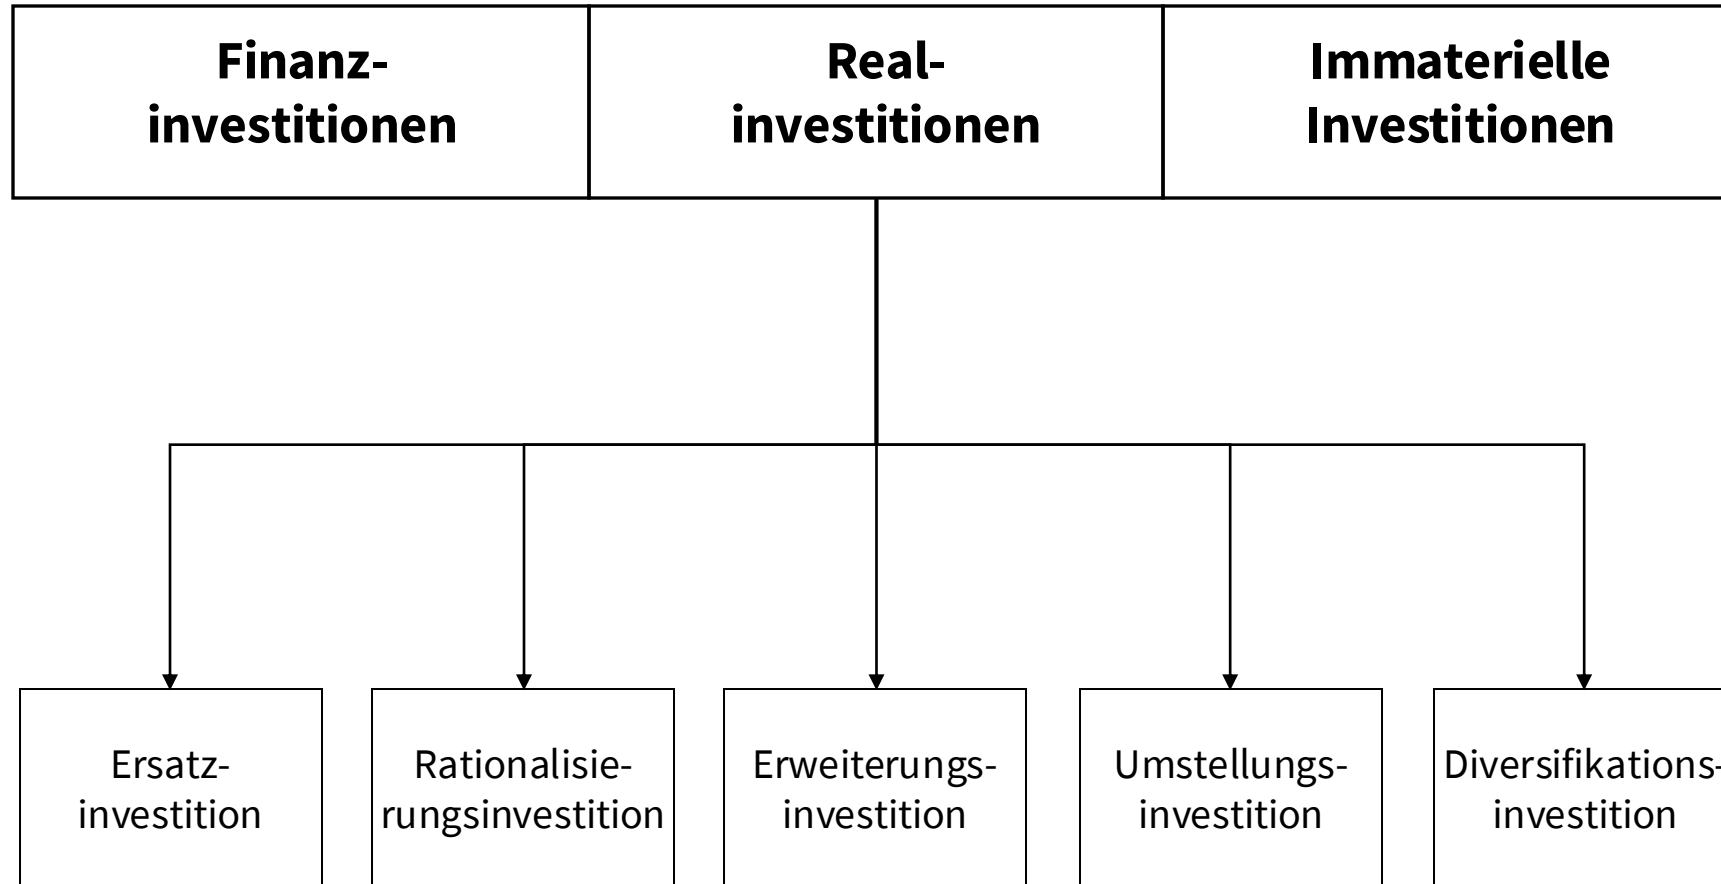 Finanz-
investitionen
Real-
investitionen
Immaterielle
Investitionen
Ersatz-
investition
Rationalisie-
rungsinvestition
Erweiterungs-
investition
Umstellungs-
investition
Diversifikations-
investition